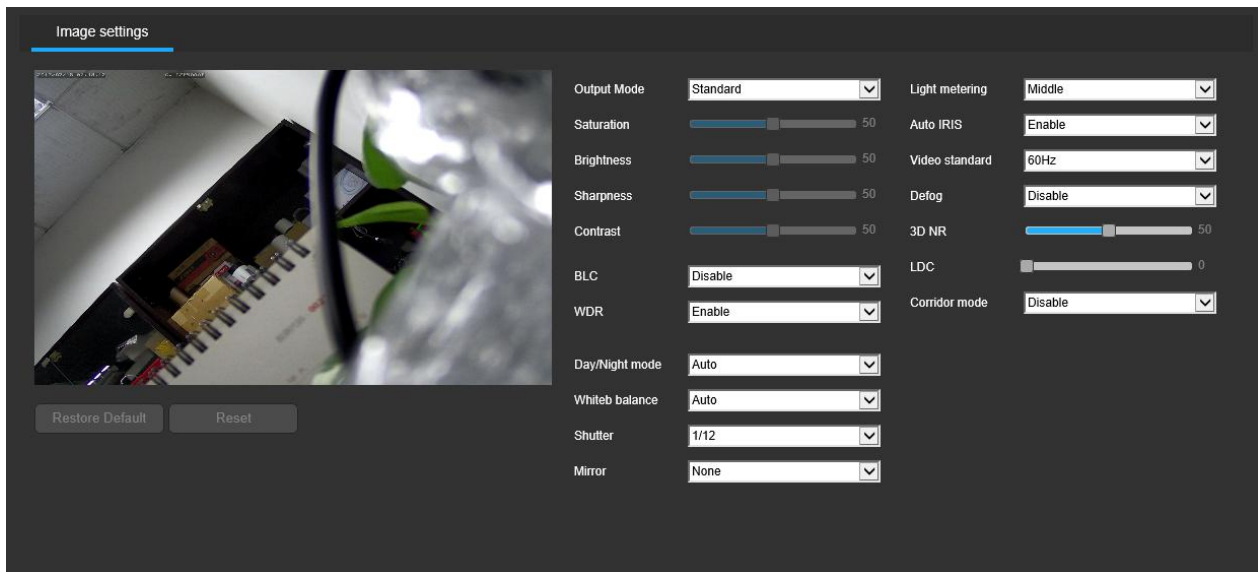 Image settings
Output Mode Standard
Saturation 50
Brightness 50
Sharpness 50
Contrast 50
BLC Disable
WDR Enable
Day/Night mode Auto
Whiteb balance Auto
Shutter 1/12
Mirror None
Light metering Middle
Auto IRIS Enable
Video standard 60Hz
Defog Disable
3D NR 50
LDC 0
Corridor mode Disable
Restore Default Reset